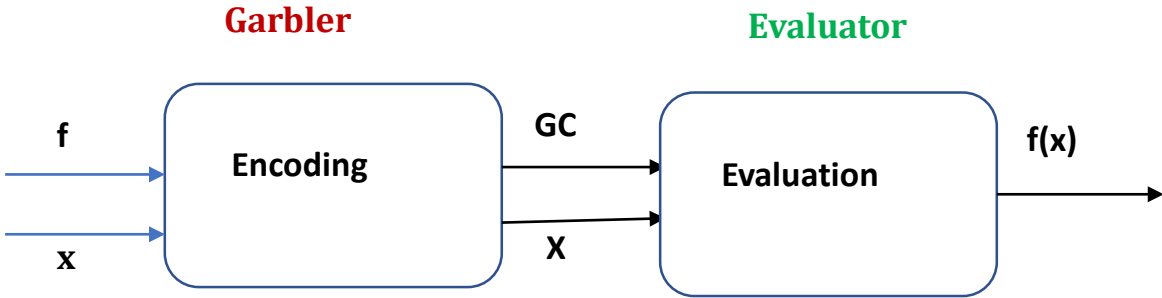 Garbler
Evaluator
f
x
Encoding
GC
X
Evaluation
f(x)